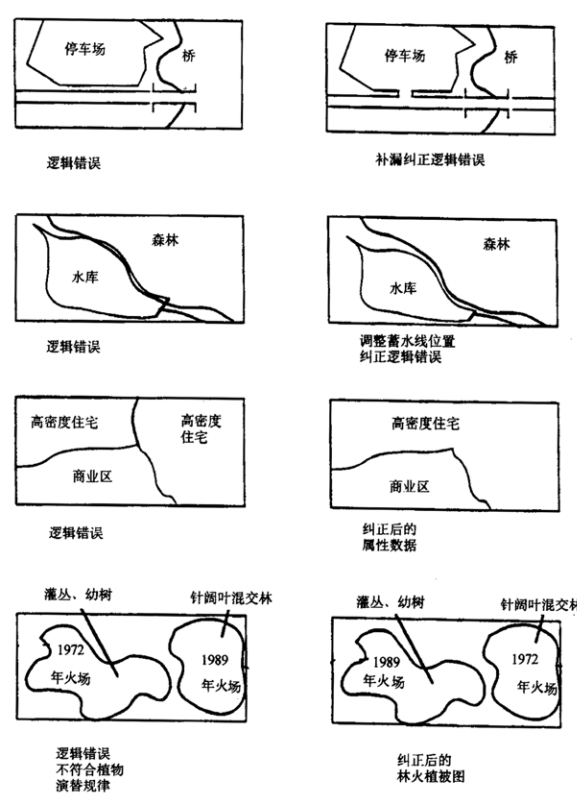 停车场
桥
逻辑错误
停车场
桥
补漏纠正逻辑错误
森林
水库
逻辑错误
森林
水库
调整蓄水线位置
纠正逻辑错误
高密度住宅
高密度
住宅
商业区
逻辑错误
高密度住宅
商业区
纠正后的
属性数据
灌丛、幼树
针阔叶混交林
1972
年火场
1989
年火场
逻辑错误
不符合植物
演替规律
灌丛、幼树
针阔叶混交林
1989
年火场
1972
年火场
纠正后的
林火植被图